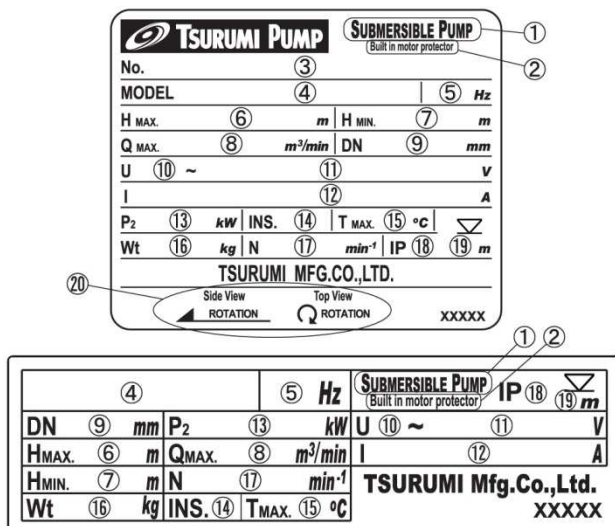 TSURUMI PUMP SUBMERSIBLE PUMP ①
Built in motor protector ②
No. ③
MODEL ④ ⑤ Hz
H MAX. ⑥ m H MIN. ⑦ m
Q MAX. ⑧ m³/min DN ⑨ mm
U ⑩ ~ ⑪ V
I ⑫ A
P₂ ⑬ kW INS. ⑭ T MAX. ⑮ °C
Wt ⑯ kg N ⑰ min⁻¹ IP ⑱ ⑲ m
TSURUMI MFG.CO.,LTD.
⑳ Side View Top View
ROTATION ROTATION XXXXX
① ②
④ ⑤ Hz SUBMERSIBLE PUMP IP ⑱ ⑲ m
Built in motor protector
DN ⑨ mm P₂ ⑬ kW U ⑩ ~ ⑪ V
HMAX. ⑥ m QMAX. ⑧ m³/min I ⑫ A
HMIN. ⑦ m N ⑰ min⁻¹ TSURUMI Mfg.Co.,Ltd.
Wt ⑯ kg INS. ⑭ TMAX. ⑮ °C XXXXX